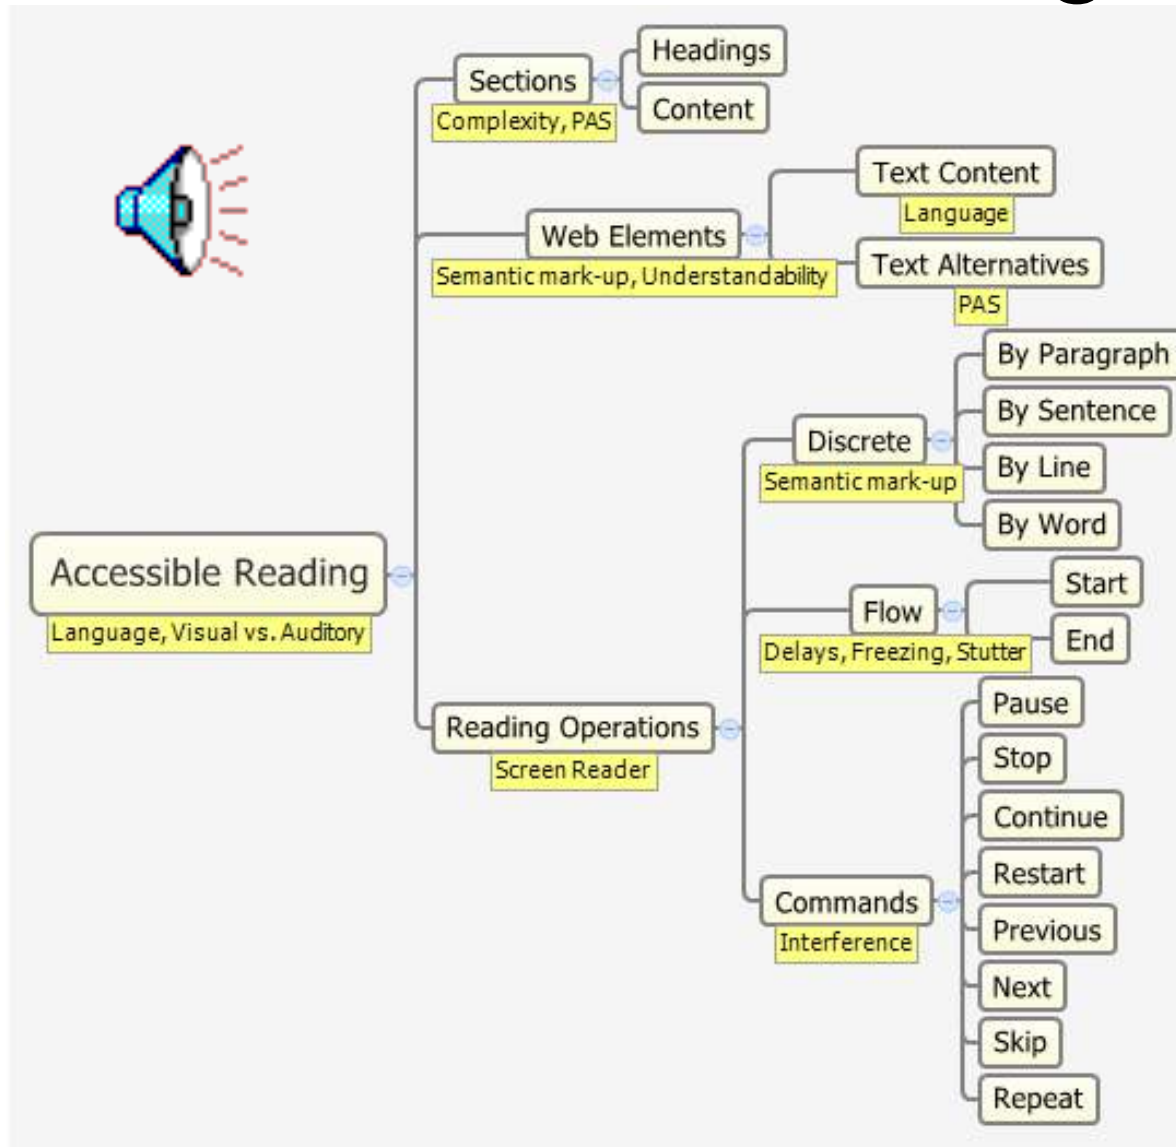 Headings
Sections
Complexity, PAS
Content
Text Content
Language
Web Elements
Semantic mark-up, Understandability
Text Alternatives
PAS
By Paragraph
By Sentence
Discrete
Semantic mark-up
By Line
By Word
Accessible Reading
Language, Visual vs. Auditory
Start
Flow
Delays, Freezing, Stutter
End
Reading Operations
Screen Reader
Pause
Stop
Continue
Restart
Commands
Interference
Previous
Next
Skip
Repeat